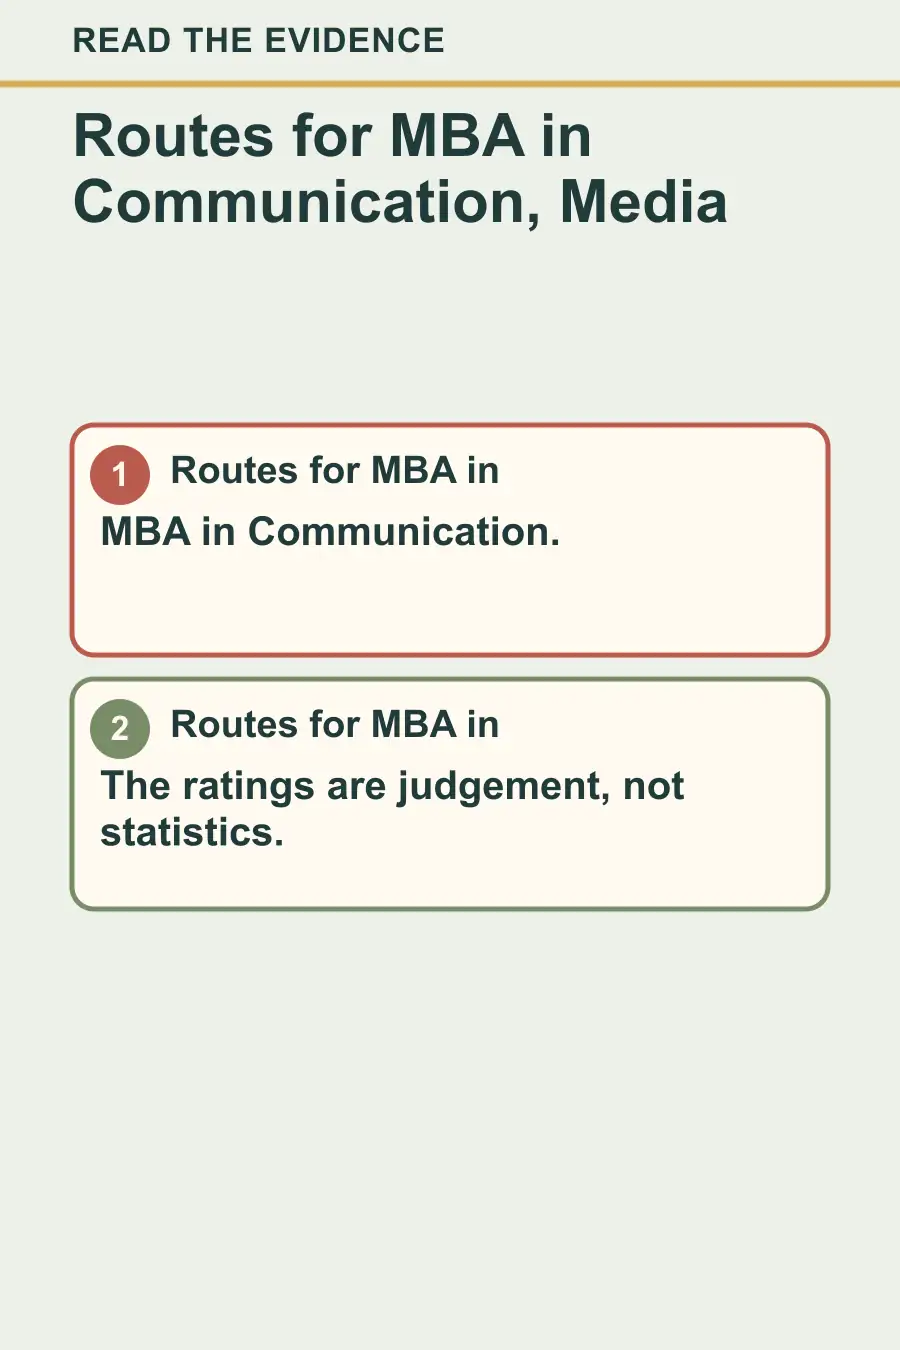 READ THE EVIDENCE
Routes for MBA in
Communication, Media
1 Routes for MBA in
MBA in Communication.
2 Routes for MBA in
The ratings are judgement, not
statistics.